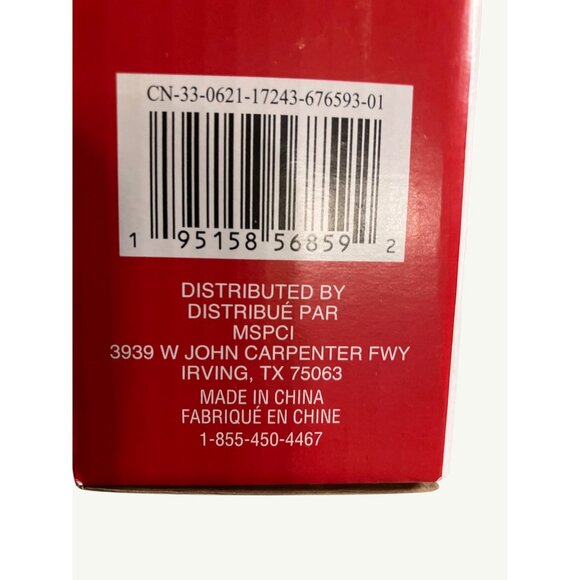 CN-33-0621-17243-676593-01
1 95158 56859 2
DISTRIBUTED BY
DISTRIBUÉ PAR
MSPCI
3939 W JOHN CARPENTER FWY
IRVING, TX 75063
MADE IN CHINA
FABRIQUÉ EN CHINE
1-855-450-4467